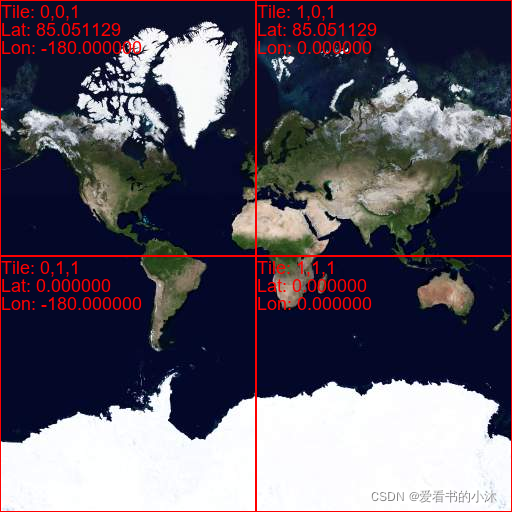 Tile: 0,0,1
Lat: 85.051129
Lon: -180.000000
Tile: 1,0,1
Lat: 85.051129
Lon: 0.000000
Tile: 0,1,1
Lat: 0.000000
Lon: -180.000000
Tile: 1,1,1
Lat: 0.000000
Lon: 0.000000
CSDN @爱看书的小沐